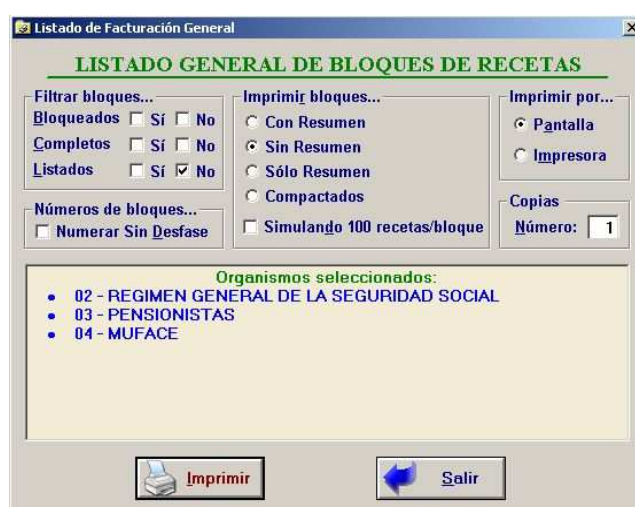 Listado de Facturación General
LISTADO GENERAL DE BLOQUES DE RECETAS
Filtrar bloques...
Bloqueados Sí No
Completos Sí No
Listados Sí No
Números de bloques...
Numerar Sin Desfase
Imprimir bloques...
Con Resumen
Sin Resumen
Sólo Resumen
Compactados
Simulando 100 recetas/bloque
Imprimir por...
Pantalla
Impresora
Copias
Número: 1
Organismos seleccionados:
• 02 - REGIMEN GENERAL DE LA SEGURIDAD SOCIAL
• 03 - PENSIONISTAS
• 04 - MUFACE
Imprimir
Salir